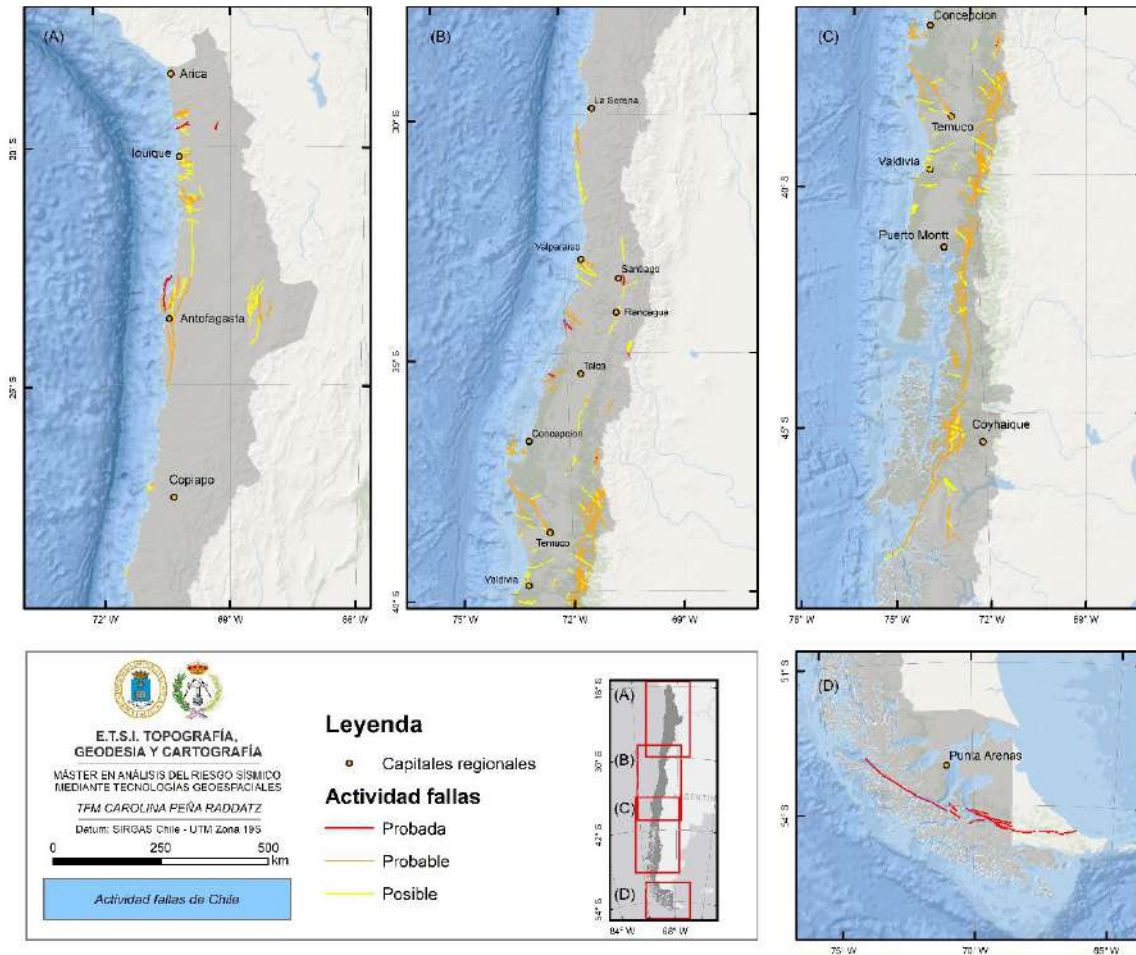 (A)
Arica
Iquique
Antofagasta
Copiapo
25° S
72° W
69° W
66° W
(B)
La Serena
Valparaiso
Santiago
Rancagua
Talca
Concepcion
Temuco
Valdivia
30° S
35° S
40° S
75° W
72° W
69° W
(C)
Concepcion
Temuco
Valdivia
Puerto Montt
Coyhaique
40° S
45° S
75° W
72° W
69° W
66° W
E.T.S.I. TOPOGRAFÍA,
GEODESIA Y CARTOGRAFÍA
MÁSTER EN ANÁLISIS DEL RIESGO SÍSMICO
MEDIANTE TECNOLOGÍAS GEOESPACIALES
TFM CAROLINA PEÑA RADDATZ
Datum: SIRGAS Chile - UTM Zona 19S
0 250 500
km
Actividad fallas de Chile
Leyenda
Capitales regionales
Actividad fallas
Probada
Probable
Posible
(A)
(B)
(C)
(D)
30° S
42° S
54° S
84° W
68° W
(D)
Punta Arenas
51° S
54° S
70° W